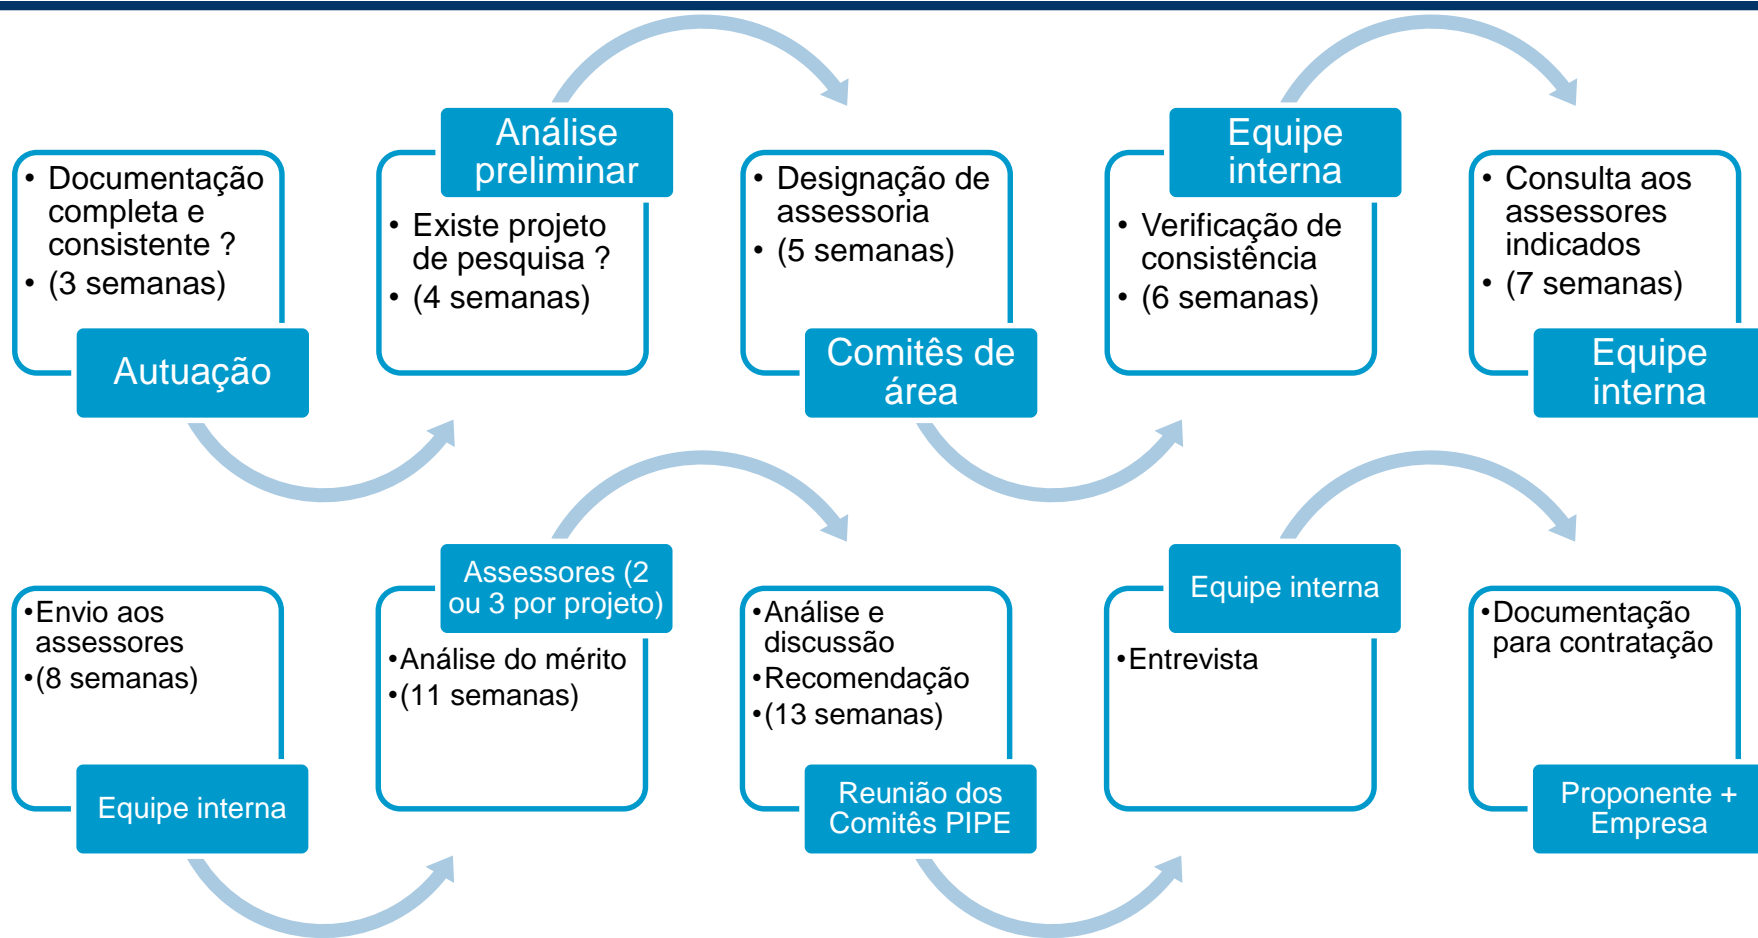 • Documentação
completa e
consistente ?
• (3 semanas)
Autuação
Análise
preliminar
• Existe projeto
de pesquisa ?
• (4 semanas)
• Designação de
assessoria
• (5 semanas)
Comitês de
área
Equipe
interna
• Verificação de
consistência
• (6 semanas)
• Consulta aos
assessores
indicados
• (7 semanas)
Equipe
interna
•Envio aos
assessores
•(8 semanas)
Equipe interna
Assessores (2
ou 3 por projeto)
•Análise do mérito
•(11 semanas)
•Análise e
discussão
•Recomendação
•(13 semanas)
Reunião dos
Comitês PIPE
Equipe interna
•Entrevista
•Documentação
para contratação
Proponente +
Empresa